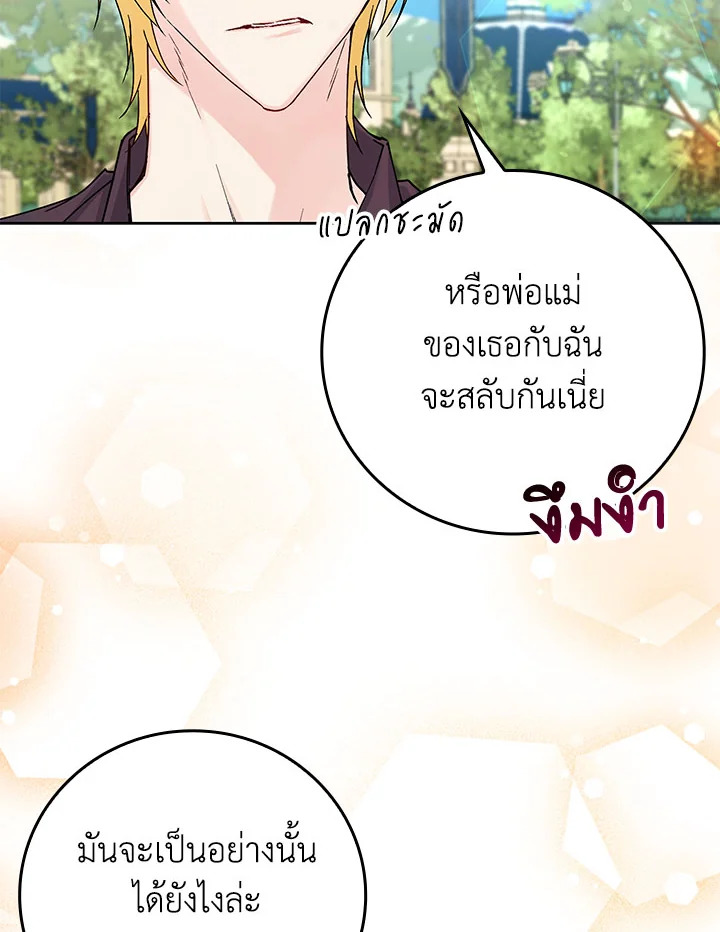 แปลกชะมัด
หรือพ่อแม่
ของเธอกับฉัน
จะสลับกันเนี่ย
งึมงำ
มันจะเป็นอย่างนั้น
ได้ยังไงล่ะ